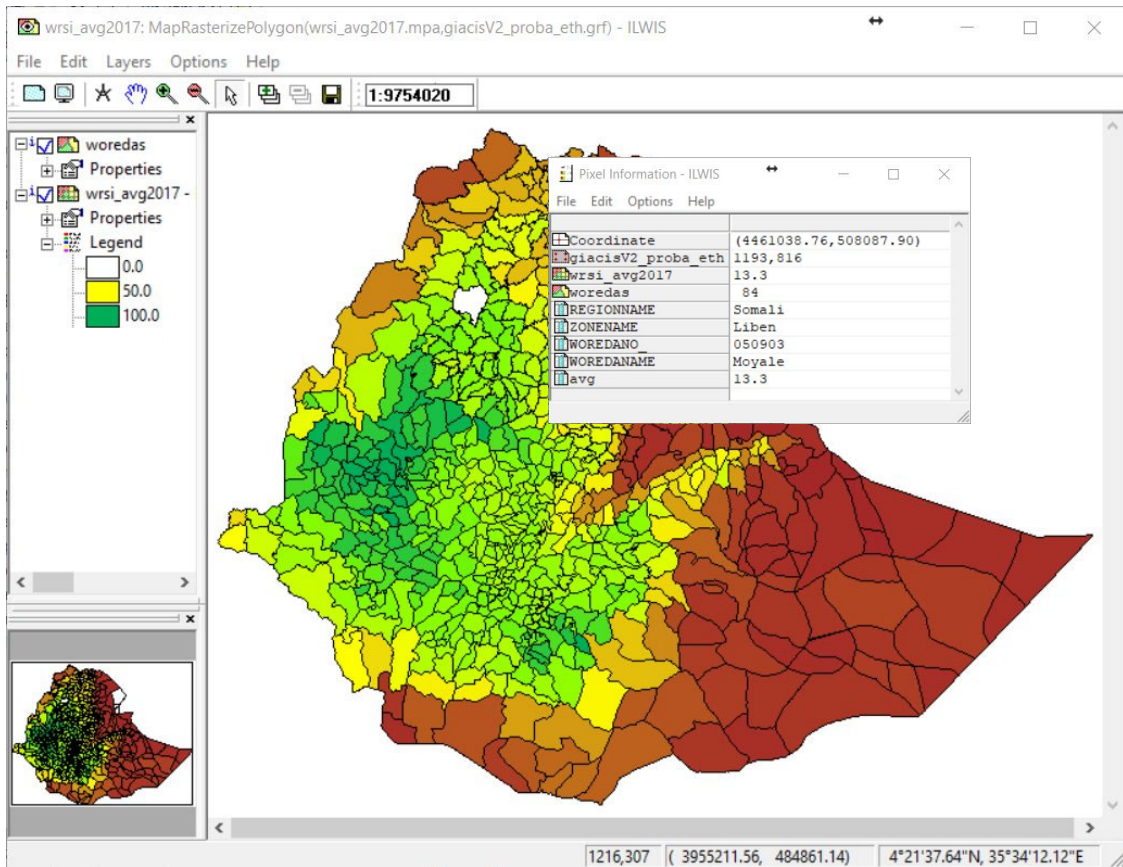 wrsi_avg2017: MapRasterizePolygon(wrsi_avg2017.mpa,giacisV2_proba_eth.grf) - ILWIS
File Edit Layers Options Help
1:9754020
woredas
Properties
wrsi_avg2017 -
Properties
Legend
0.0
50.0
100.0
Pixel Information - ILWIS
File Edit Options Help
Coordinate (4461038.76,508087.90)
giacisV2_proba_eth 1193,816
wrsi_avg2017 13.3
woredas 84
REGIONNAME Somali
ZONENAME Liben
WOREDANO_ 050903
WOREDANAME Moyale
avg 13.3
1216,307 ( 3955211.56, 484861.14) 4°21'37.64"N, 35°34'12.12"E